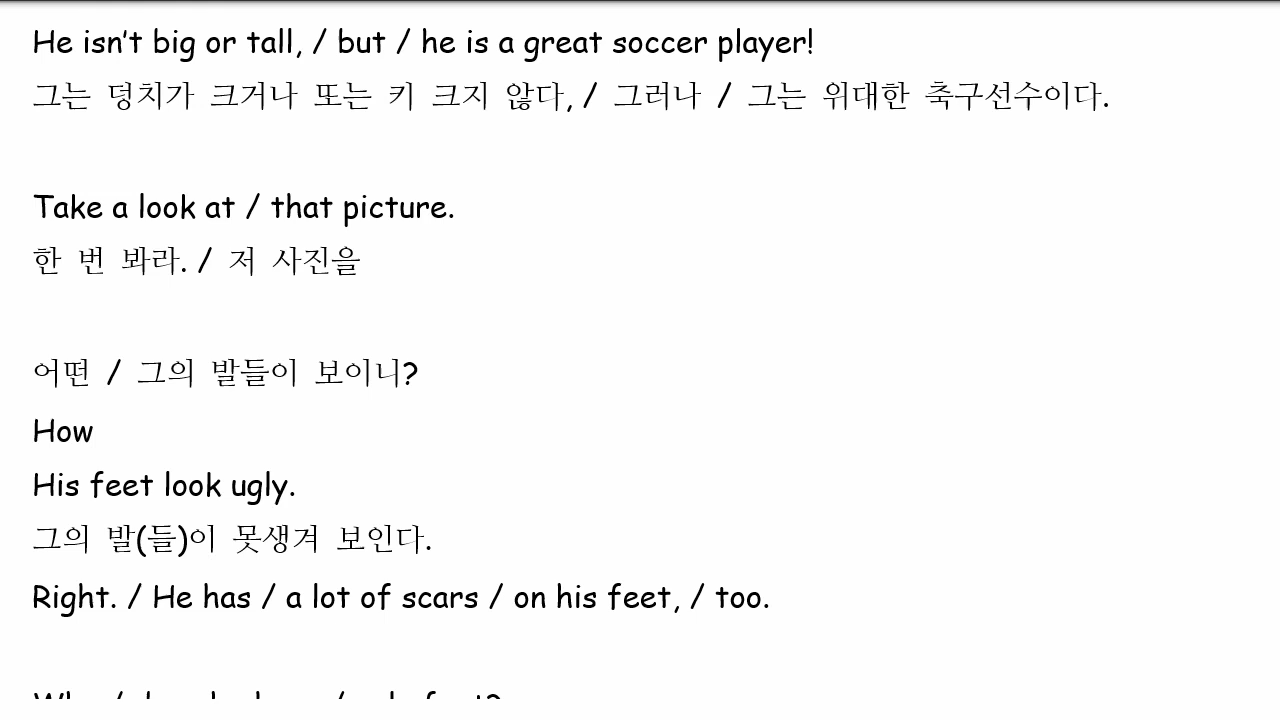 He isn't big or tall, / but / he is a great soccer player!
그는 덩치가 크거나 또는 키 크지 않다, / 그러나 / 그는 위대한 축구선수이다.
Take a look at / that picture.
한 번 봐라. / 저 사진을
어떤 / 그의 발들이 보이니?
How
His feet look ugly.
그의 발(들)이 못생겨 보인다.
Right. / He has / a lot of scars / on his feet, / too.